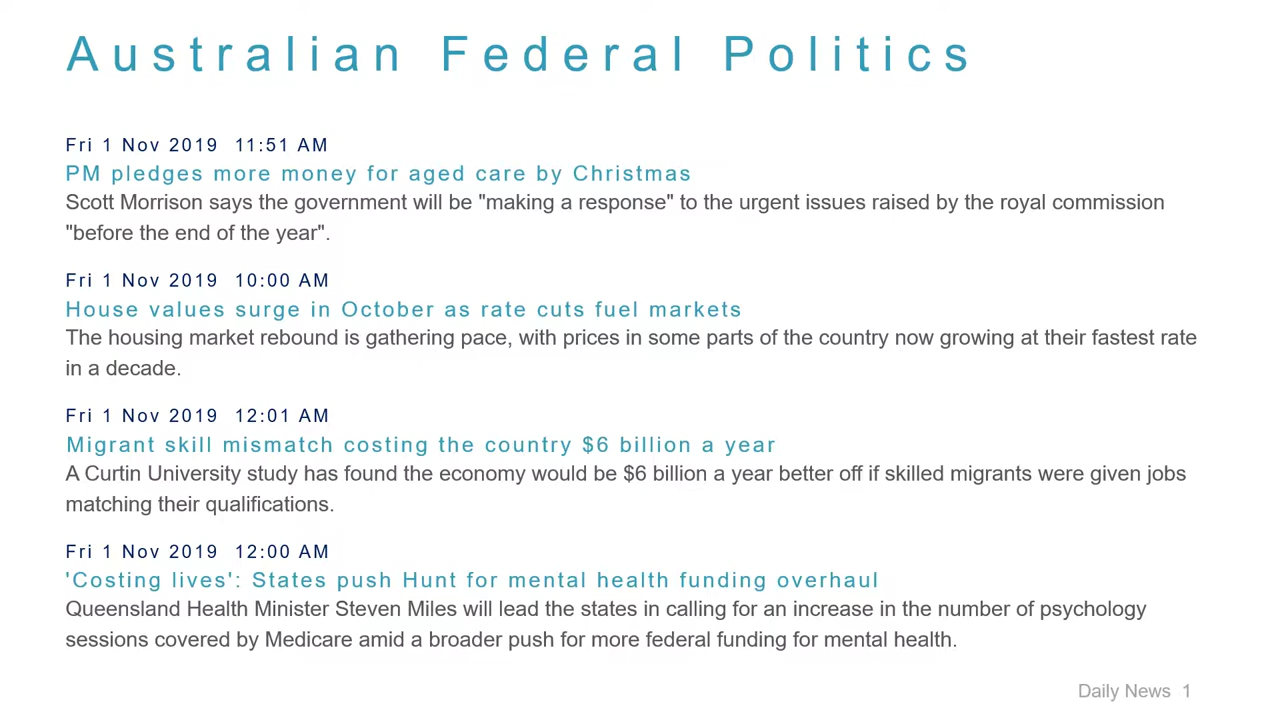 Australian Federal Politics
Fri 1 Nov 2019 11:51 AM
PM pledges more money for aged care by Christmas
Scott Morrison says the government will be "making a response" to the urgent issues raised by the royal commission
"before the end of the year".
Fri 1 Nov 2019 10:00 AM
House values surge in October as rate cuts fuel markets
The housing market rebound is gathering pace, with prices in some parts of the country now growing at their fastest rate
in a decade.
Fri 1 Nov 2019 12:01 AM
Migrant skill mismatch costing the country $6 billion a year
A Curtin University study has found the economy would be $6 billion a year better off if skilled migrants were given jobs
matching their qualifications.
Fri 1 Nov 2019 12:00 AM
'Costing lives': States push Hunt for mental health funding overhaul
Queensland Health Minister Steven Miles will lead the states in calling for an increase in the number of psychology
sessions covered by Medicare amid a broader push for more federal funding for mental health.
Daily News 1